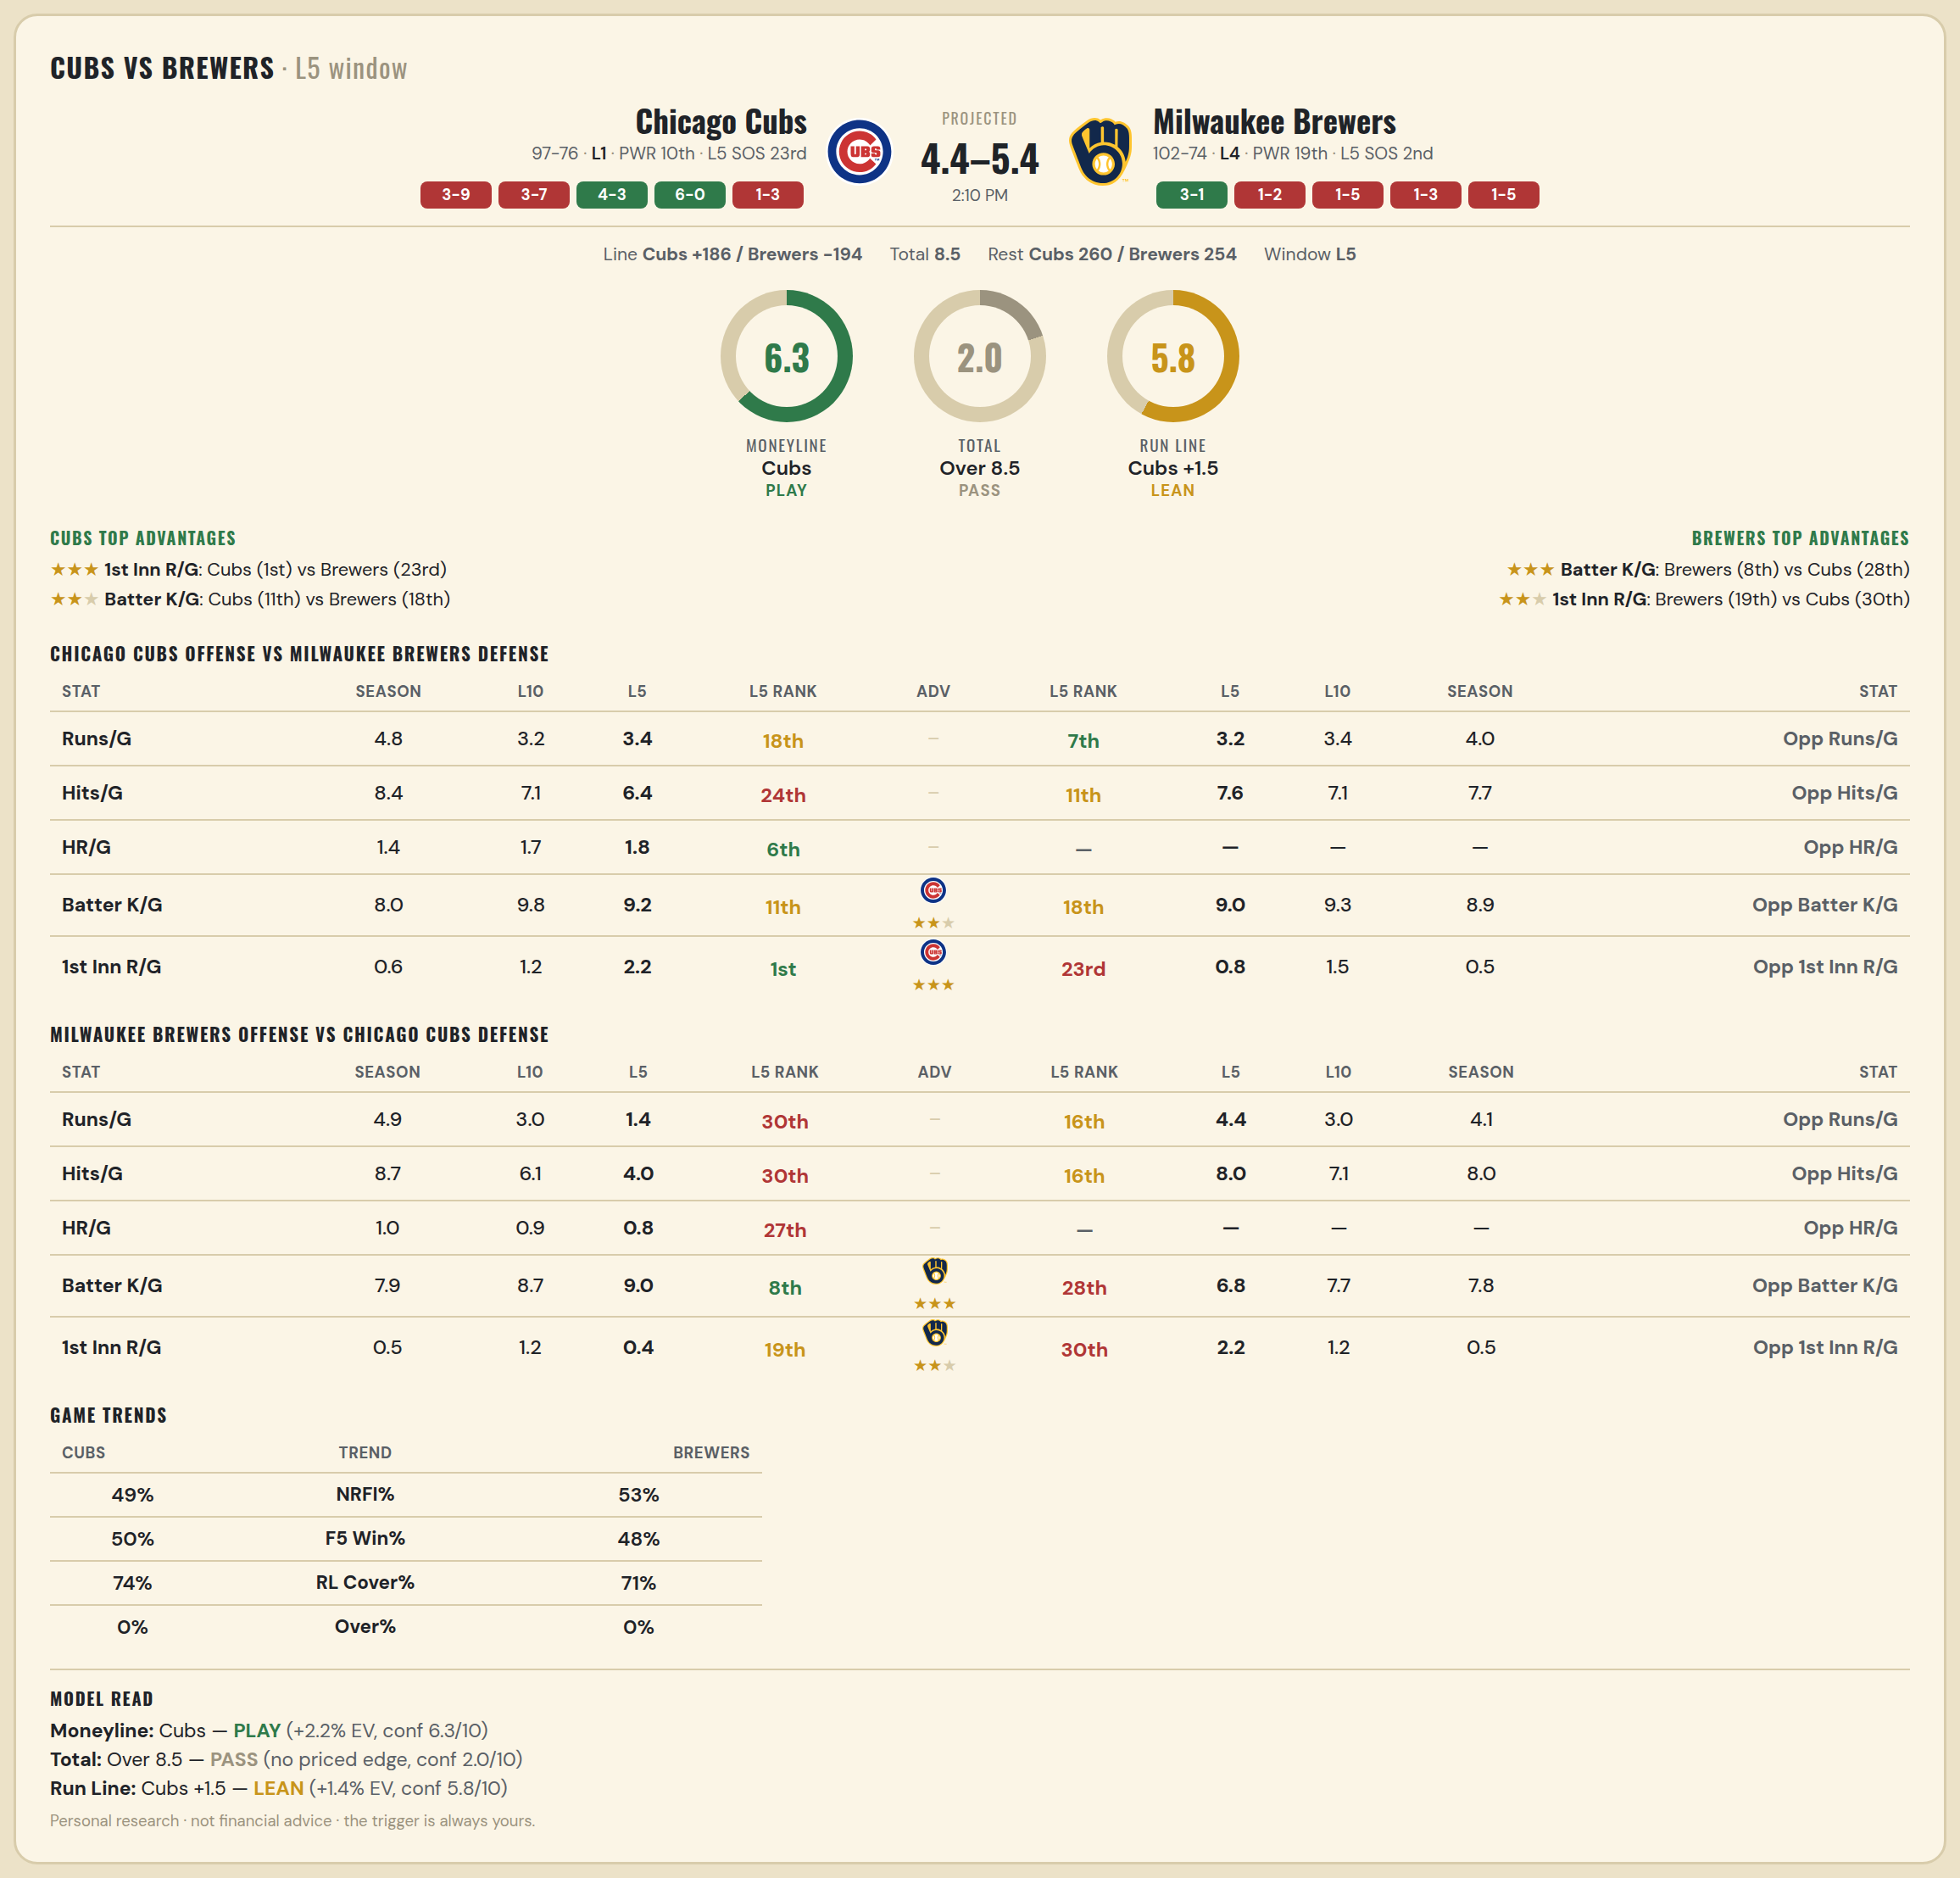 CUBS VS BREWERS · L5 window
Chicago Cubs
97-76 · L1 · PWR 10th · L5 SOS 23rd
3-9 3-7 4-3 6-0 1-3
CUBS
PROJECTED
4.4–5.4
2:10 PM
Milwaukee Brewers
102-74 · L4 · PWR 19th · L5 SOS 2nd
3-1 1-2 1-5 1-3 1-5
Line Cubs +186 / Brewers -194 Total 8.5 Rest Cubs 260 / Brewers 254 Window L5
6.3 2.0 5.8
MONEYLINE TOTAL RUN LINE
Cubs Over 8.5 Cubs +1.5
PLAY PASS LEAN
CUBS TOP ADVANTAGES
★★★ 1st Inn R/G: Cubs (1st) vs Brewers (23rd)
★★★ Batter K/G: Cubs (11th) vs Brewers (18th)
BREWERS TOP ADVANTAGES
★★★ Batter K/G: Brewers (8th) vs Cubs (28th)
★★★ 1st Inn R/G: Brewers (19th) vs Cubs (30th)
CHICAGO CUBS OFFENSE VS MILWAUKEE BREWERS DEFENSE
STAT SEASON L10 L5 L5 RANK ADV L5 RANK L5 L10 SEASON STAT
Runs/G 4.8 3.2 3.4 18th — 7th 3.2 3.4 4.0 Opp Runs/G
Hits/G 8.4 7.1 6.4 24th — 11th 7.6 7.1 7.7 Opp Hits/G
HR/G 1.4 1.7 1.8 6th — — — — — Opp HR/G
Batter K/G 8.0 9.8 9.2 11th ★★★ 18th 9.0 9.3 8.9 Opp Batter K/G
1st Inn R/G 0.6 1.2 2.2 1st ★★★ 23rd 0.8 1.5 0.5 Opp 1st Inn R/G
MILWAUKEE BREWERS OFFENSE VS CHICAGO CUBS DEFENSE
STAT SEASON L10 L5 L5 RANK ADV L5 RANK L5 L10 SEASON STAT
Runs/G 4.9 3.0 1.4 30th — 16th 4.4 3.0 4.1 Opp Runs/G
Hits/G 8.7 6.1 4.0 30th — 16th 8.0 7.1 8.0 Opp Hits/G
HR/G 1.0 0.9 0.8 27th — — — — — Opp HR/G
Batter K/G 7.9 8.7 9.0 8th ★★★ 28th 6.8 7.7 7.8 Opp Batter K/G
1st Inn R/G 0.5 1.2 0.4 19th ★★★ 30th 2.2 1.2 0.5 Opp 1st Inn R/G
GAME TRENDS
CUBS TREND BREWERS
49% NRFI% 53%
50% F5 Win% 48%
74% RL Cover% 71%
0% Over% 0%
MODEL READ
Moneyline: Cubs — PLAY (+2.2% EV, conf 6.3/10)
Total: Over 8.5 — PASS (no priced edge, conf 2.0/10)
Run Line: Cubs +1.5 — LEAN (+1.4% EV, conf 5.8/10)
Personal research · not financial advice · the trigger is always yours.